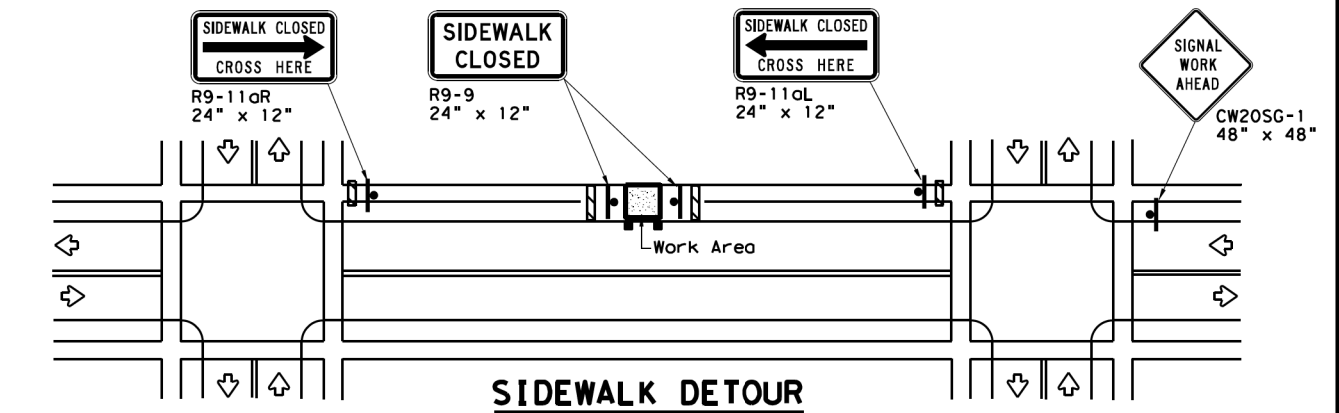 SIDEWALK CLOSED
CROSS HERE
R9-11aR
24" x 12"
SIDEWALK
CLOSED
R9-9
24" x 12"
SIDEWALK CLOSED
CROSS HERE
R9-11aL
24" x 12"
SIGNAL
WORK
AHEAD
CW20SG-1
48" x 48"
Work Area
SIDEWALK DETOUR